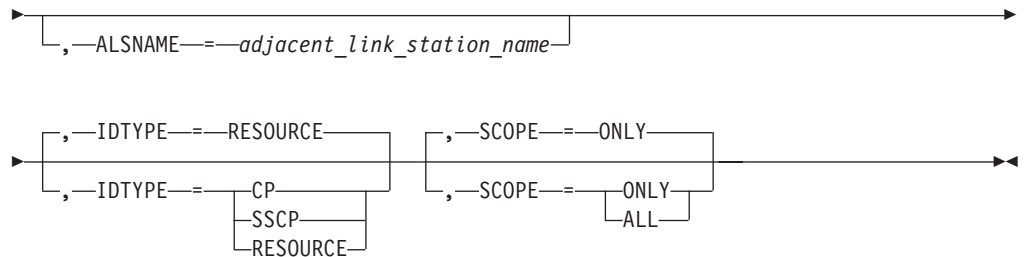 , ALSNAME = adjacent_link_station_name
, IDTYPE = RESOURCE , SCOPE = ONLY
, IDTYPE = CP , SCOPE = ONLY
SSCP ALL
RESOURCE